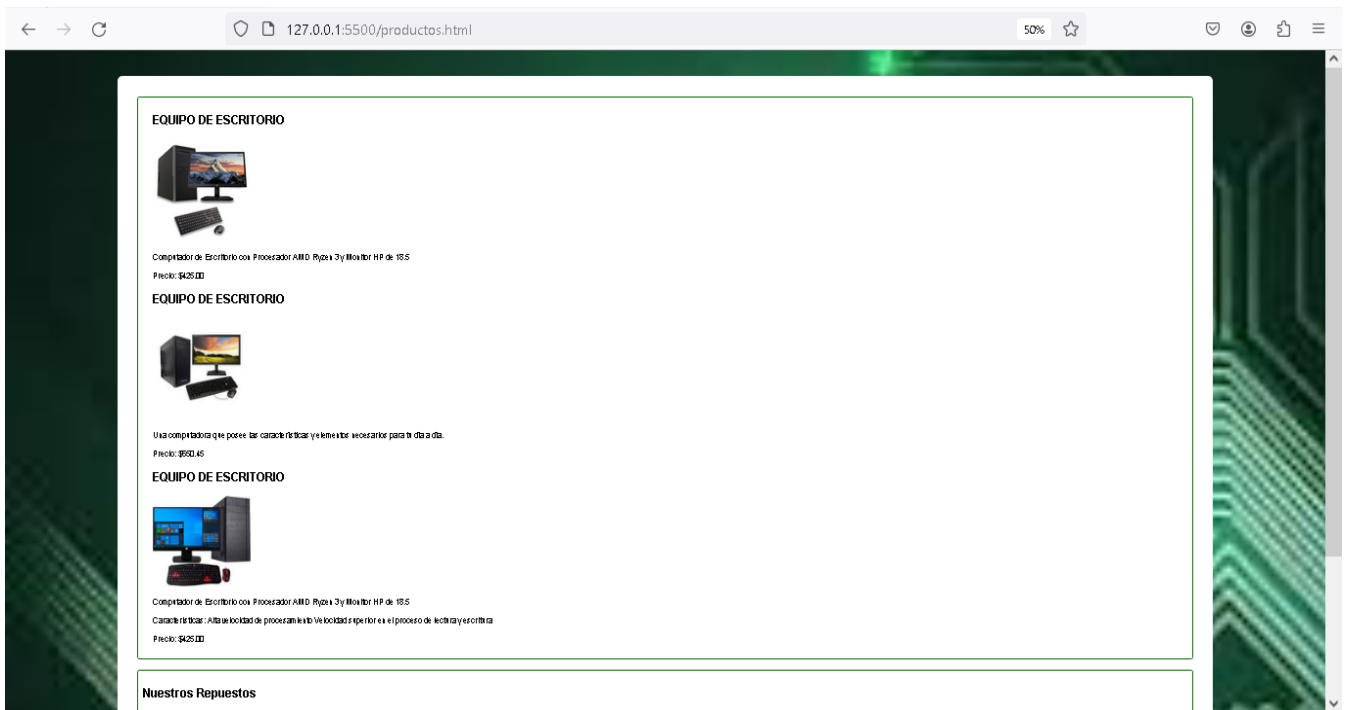 127.0.0.1:5500/productos.html
50%
EQUIPO DE ESCRITORIO
Computador de Escritorio con Procesador AMD Ryzen 3 y Monitor HP de 18.5
Precio: $425.00
EQUIPO DE ESCRITORIO
Una computadora que posee las características y elementos necesarios para tu día a día.
Precio: $550.45
EQUIPO DE ESCRITORIO
Computador de Escritorio con Procesador AMD Ryzen 3 y Monitor HP de 18.5
Características: Alta velocidad de procesamiento Velocidad superior en el proceso de lectura y escritura
Precio: $425.00
Nuestros Repuestos